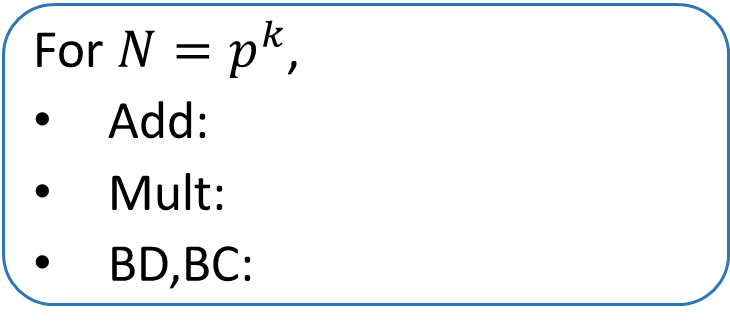 For N = p^k,
• Add:
• Mult:
• BD,BC: